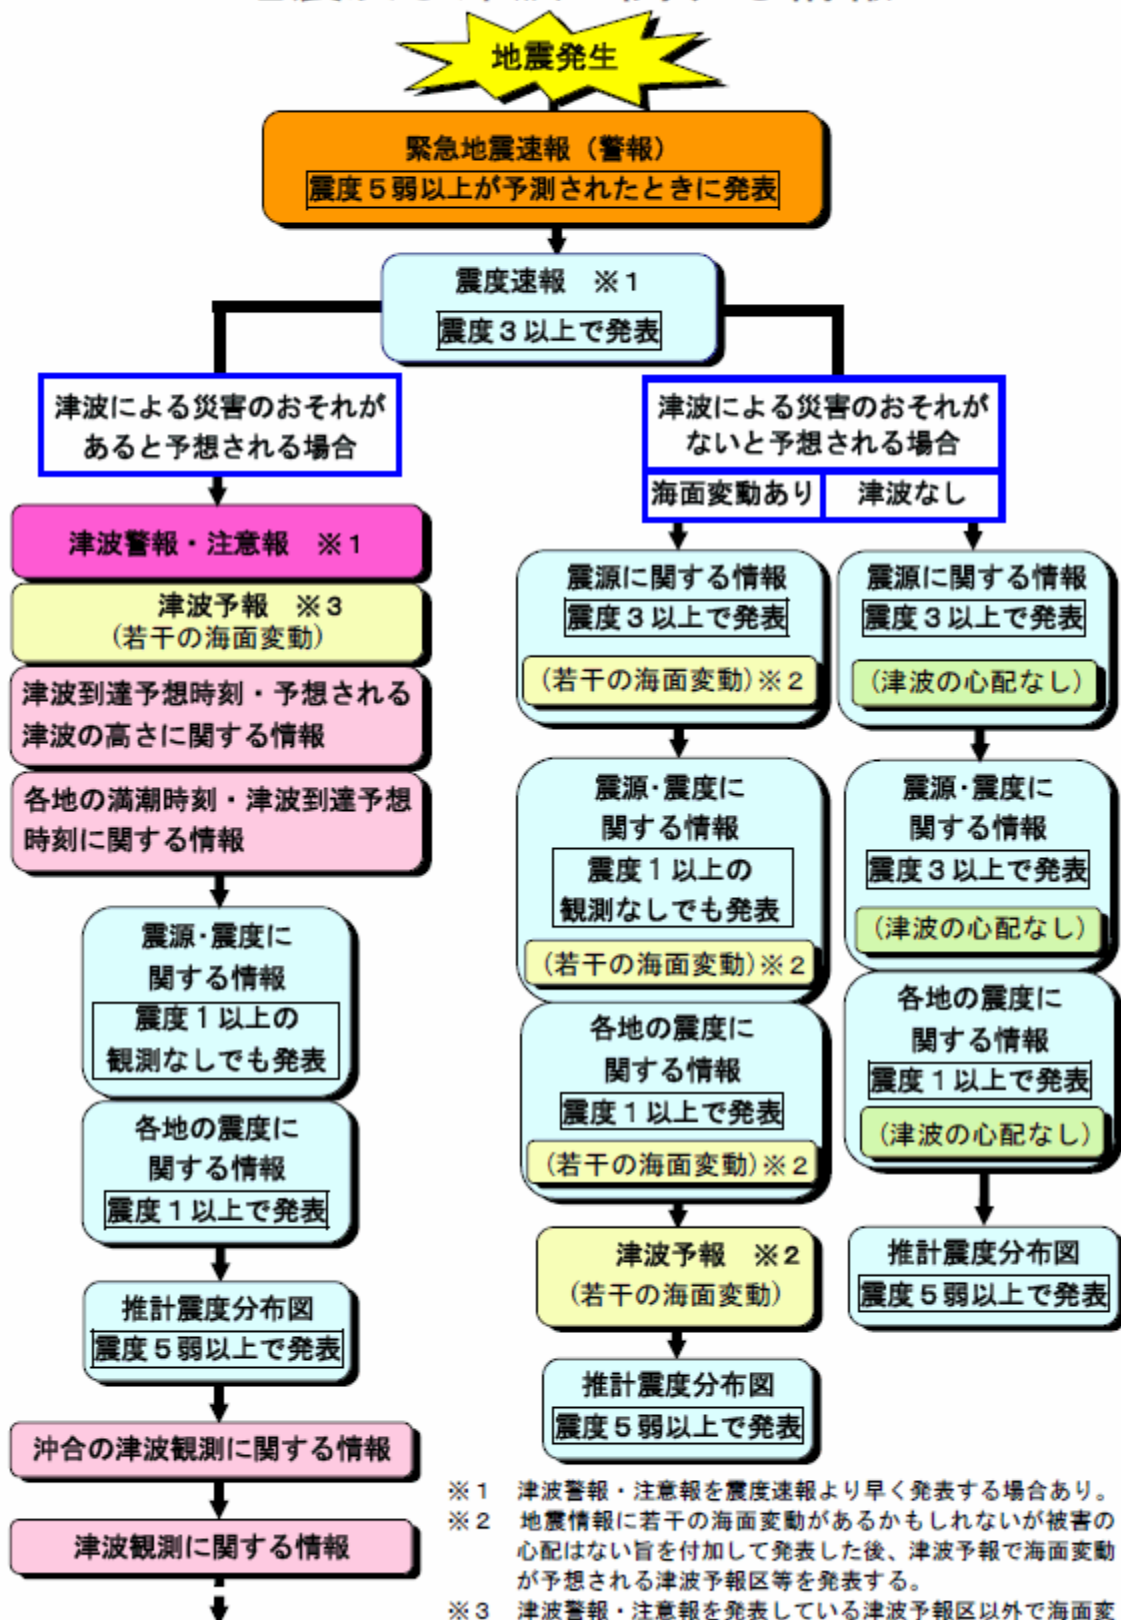 地震発生
緊急地震速報（警報）
震度５弱以上が予測されたときに発表
震度速報　※１
震度３以上で発表
津波による災害のおそれが
あると予想される場合
津波警報・注意報　※１
津波予報　※３
(若干の海面変動)
津波到達予想時刻・予想される
津波の高さに関する情報
各地の満潮時刻・津波到達予想
時刻に関する情報
震源・震度に
関する情報
震度１以上の
観測なしでも発表
各地の震度に
関する情報
震度１以上で発表
推計震度分布図
震度５弱以上で発表
沖合の津波観測に関する情報
津波観測に関する情報
津波による災害のおそれが
ないと予想される場合
海面変動あり
津波なし
震源に関する情報
震度３以上で発表
(若干の海面変動)※２
震源・震度に
関する情報
震度１以上の
観測なしでも発表
(若干の海面変動)※２
各地の震度に
関する情報
震度１以上で発表
(若干の海面変動)※２
津波予報　※２
(若干の海面変動)
推計震度分布図
震度５弱以上で発表
震源に関する情報
震度３以上で発表
(津波の心配なし)
震源・震度に
関する情報
震度３以上で発表
(津波の心配なし)
各地の震度に
関する情報
震度１以上で発表
(津波の心配なし)
推計震度分布図
震度５弱以上で発表
※１　津波警報・注意報を震度速報より早く発表する場合あり。
※２　地震情報に若干の海面変動があるかもしれないが被害の
心配はない旨を付加して発表した後、津波予報で海面変動
が予想される津波予報区等を発表する。
※３　津波警報・注意報を発表している津波予報区以外で海面変